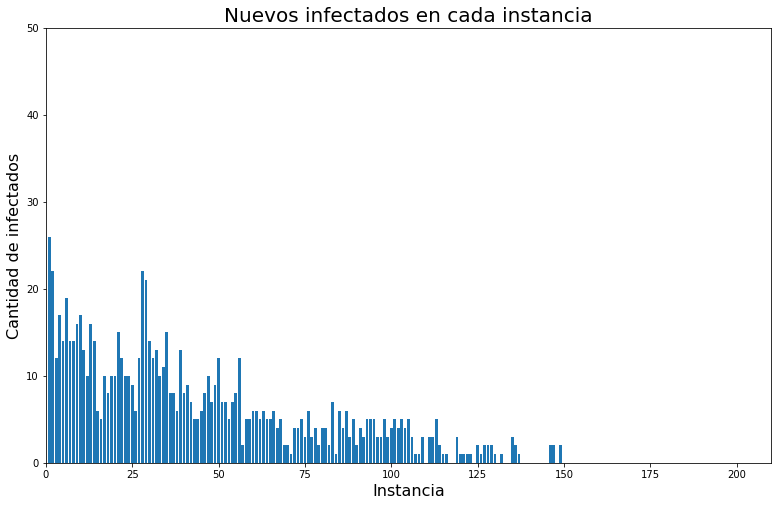 Nuevos infectados en cada instancia
50
40
30
20
10
0
Cantidad de infectados
0 25 50 75 100 125 150 175 200
Instancia